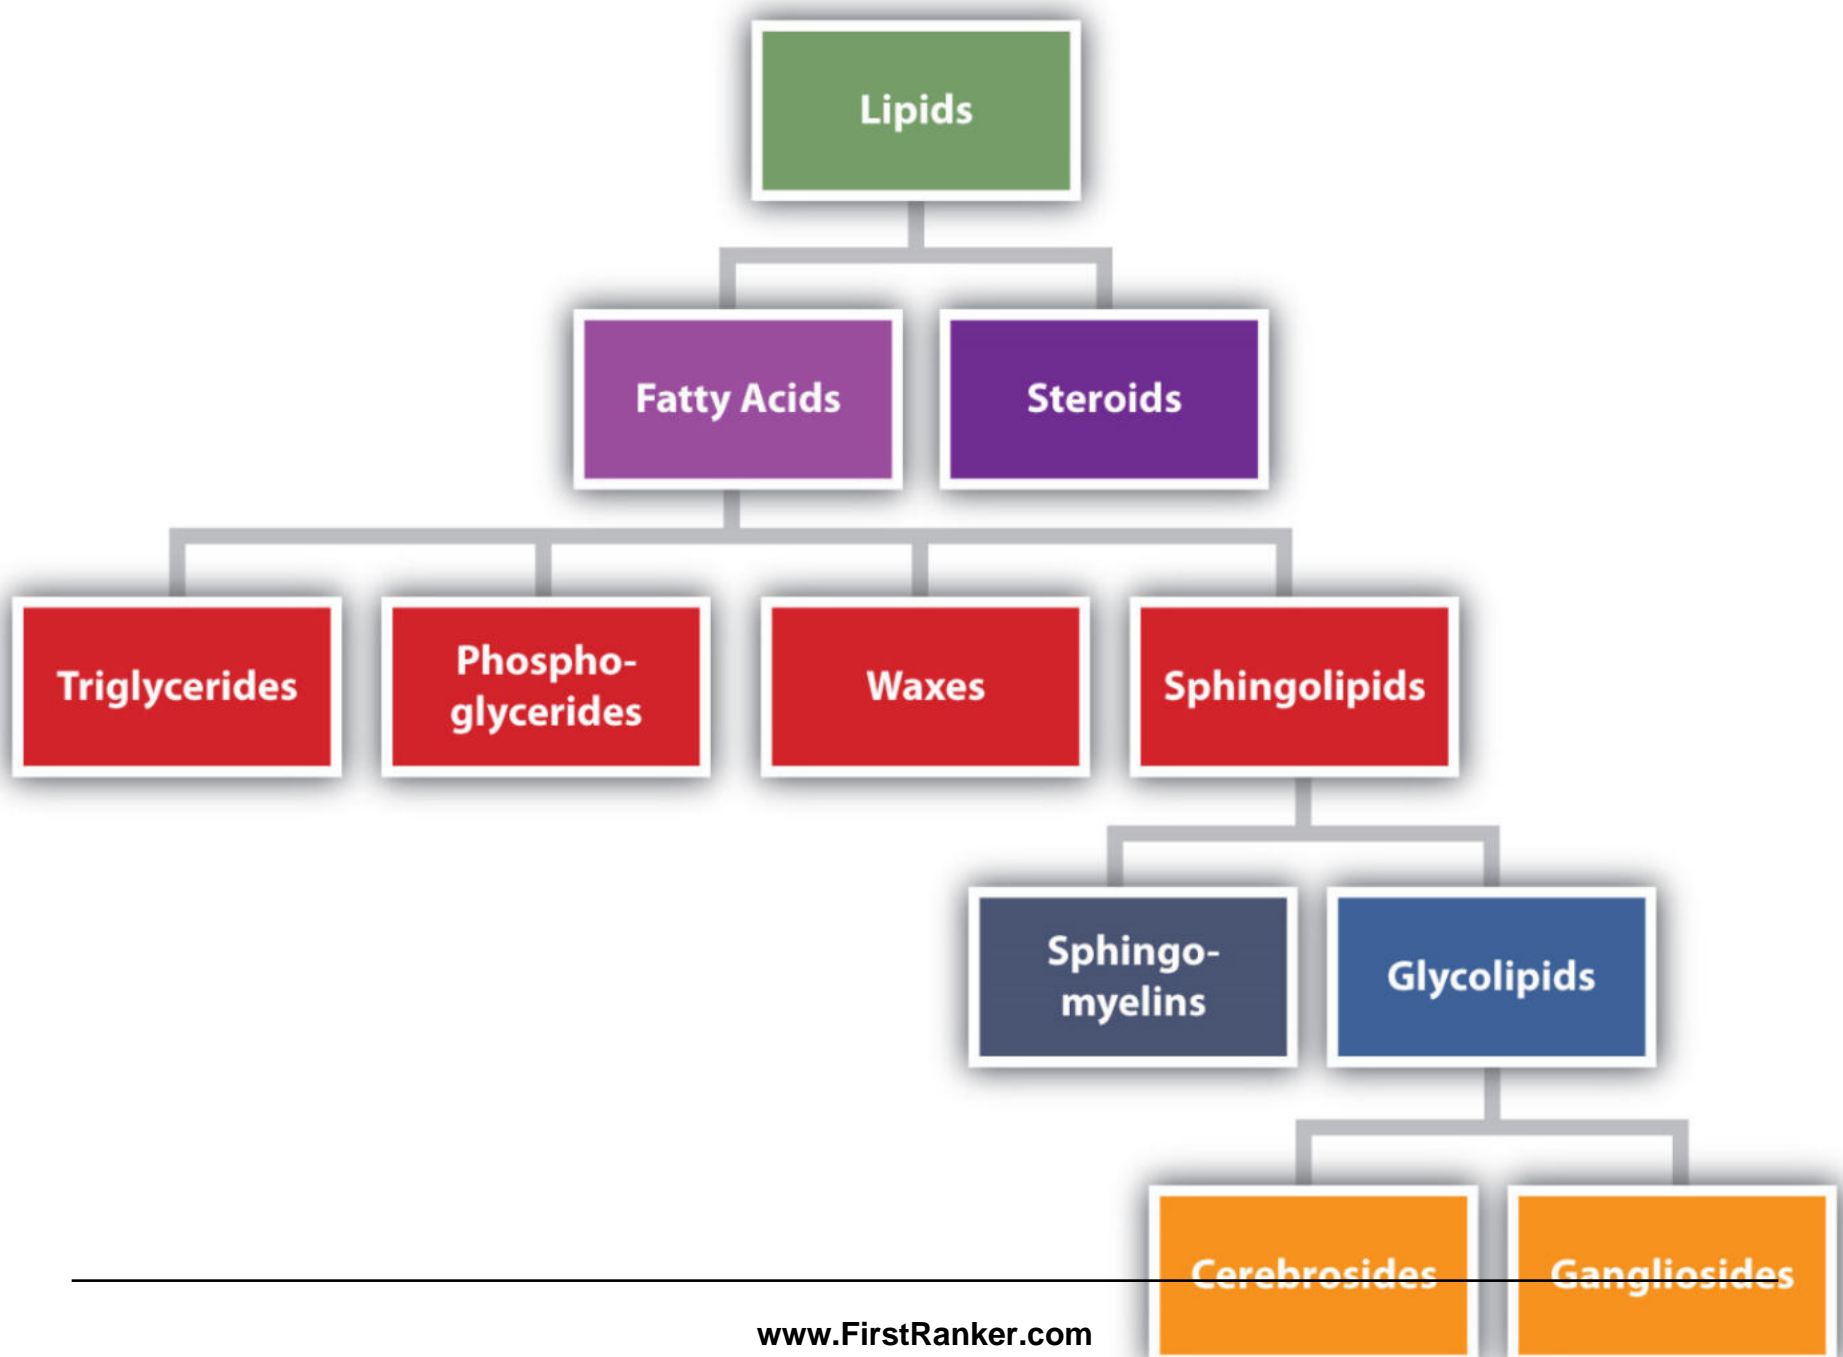 Lipids
Fatty Acids
Steroids
Triglycerides
Phospho-
glycerides
Waxes
Sphingolipids
Sphingo-
myelins
Glycolipids
Cerebrosides
Gangliosides
www.FirstRanker.com